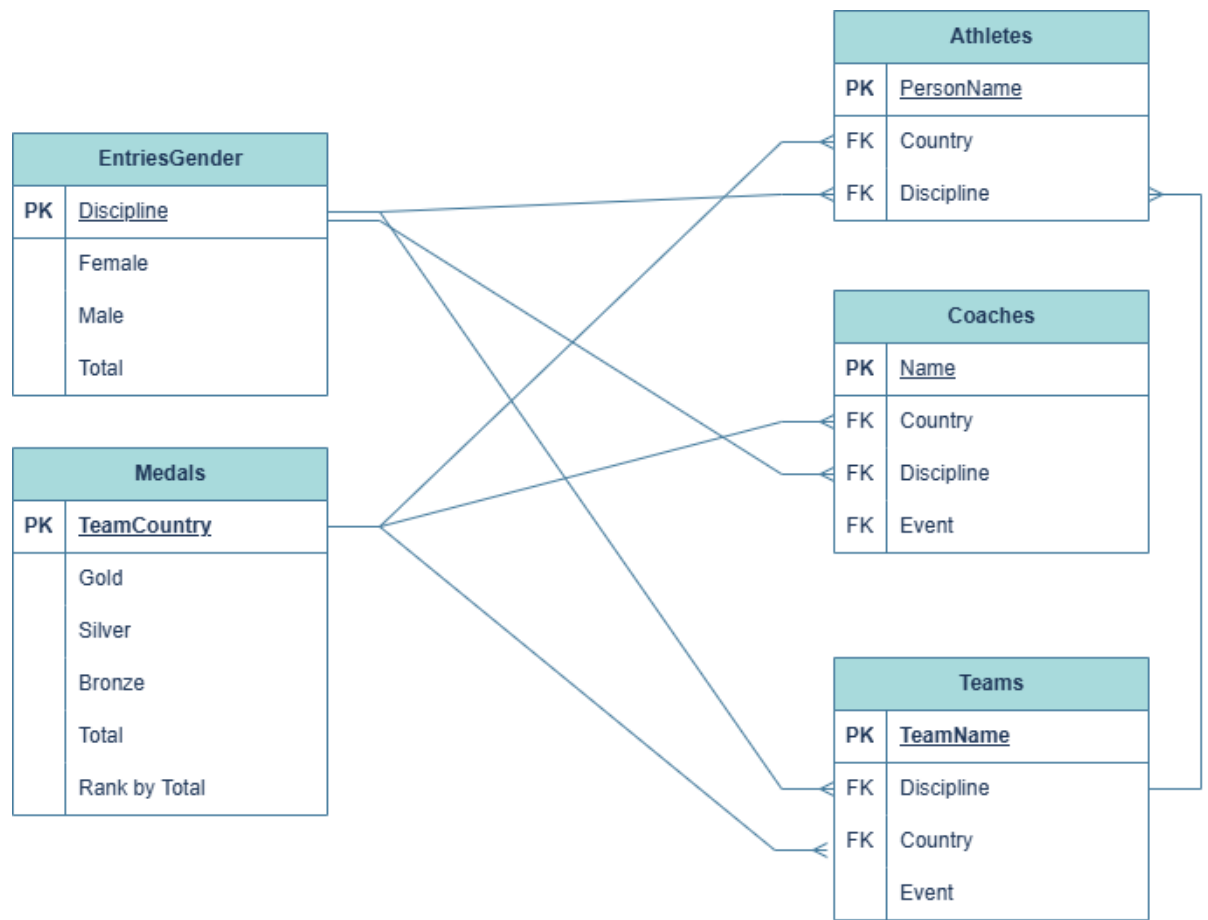 EntriesGender
PK Discipline
Female
Male
Total
Medals
PK TeamCountry
Gold
Silver
Bronze
Total
Rank by Total
Athletes
PK PersonName
FK Country
FK Discipline
Coaches
PK Name
FK Country
FK Discipline
FK Event
Teams
PK TeamName
FK Discipline
FK Country
Event